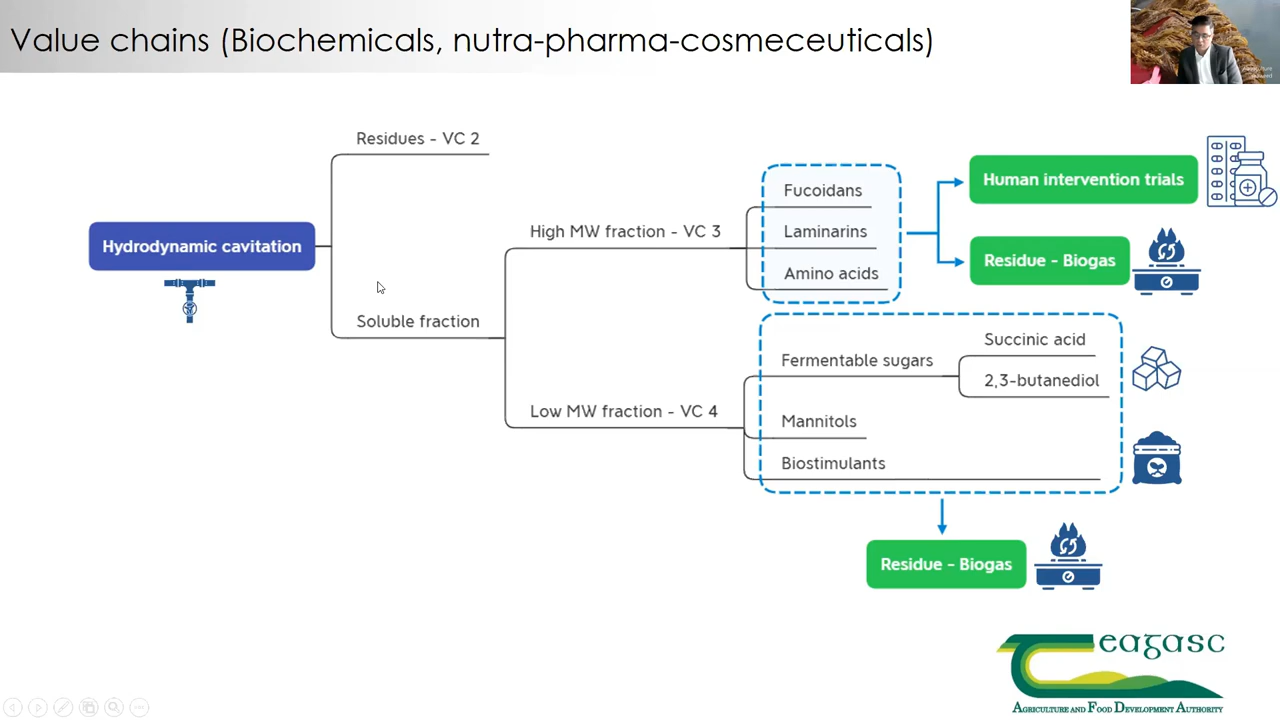 Value chains (Biochemicals, nutra-pharma-cosmeceuticals)
Residues - VC 2
Hydrodynamic cavitation
Soluble fraction
High MW fraction - VC 3
Low MW fraction - VC 4
Fucoidans
Laminarins
Amino acids
Human intervention trials
Residue - Biogas
Fermentable sugars
Succinic acid
2,3-butanediol
Mannitols
Biostimulants
Residue - Biogas
eagasc
AGRICULTURE AND FOOD DEVELOPMENT AUTHORITY